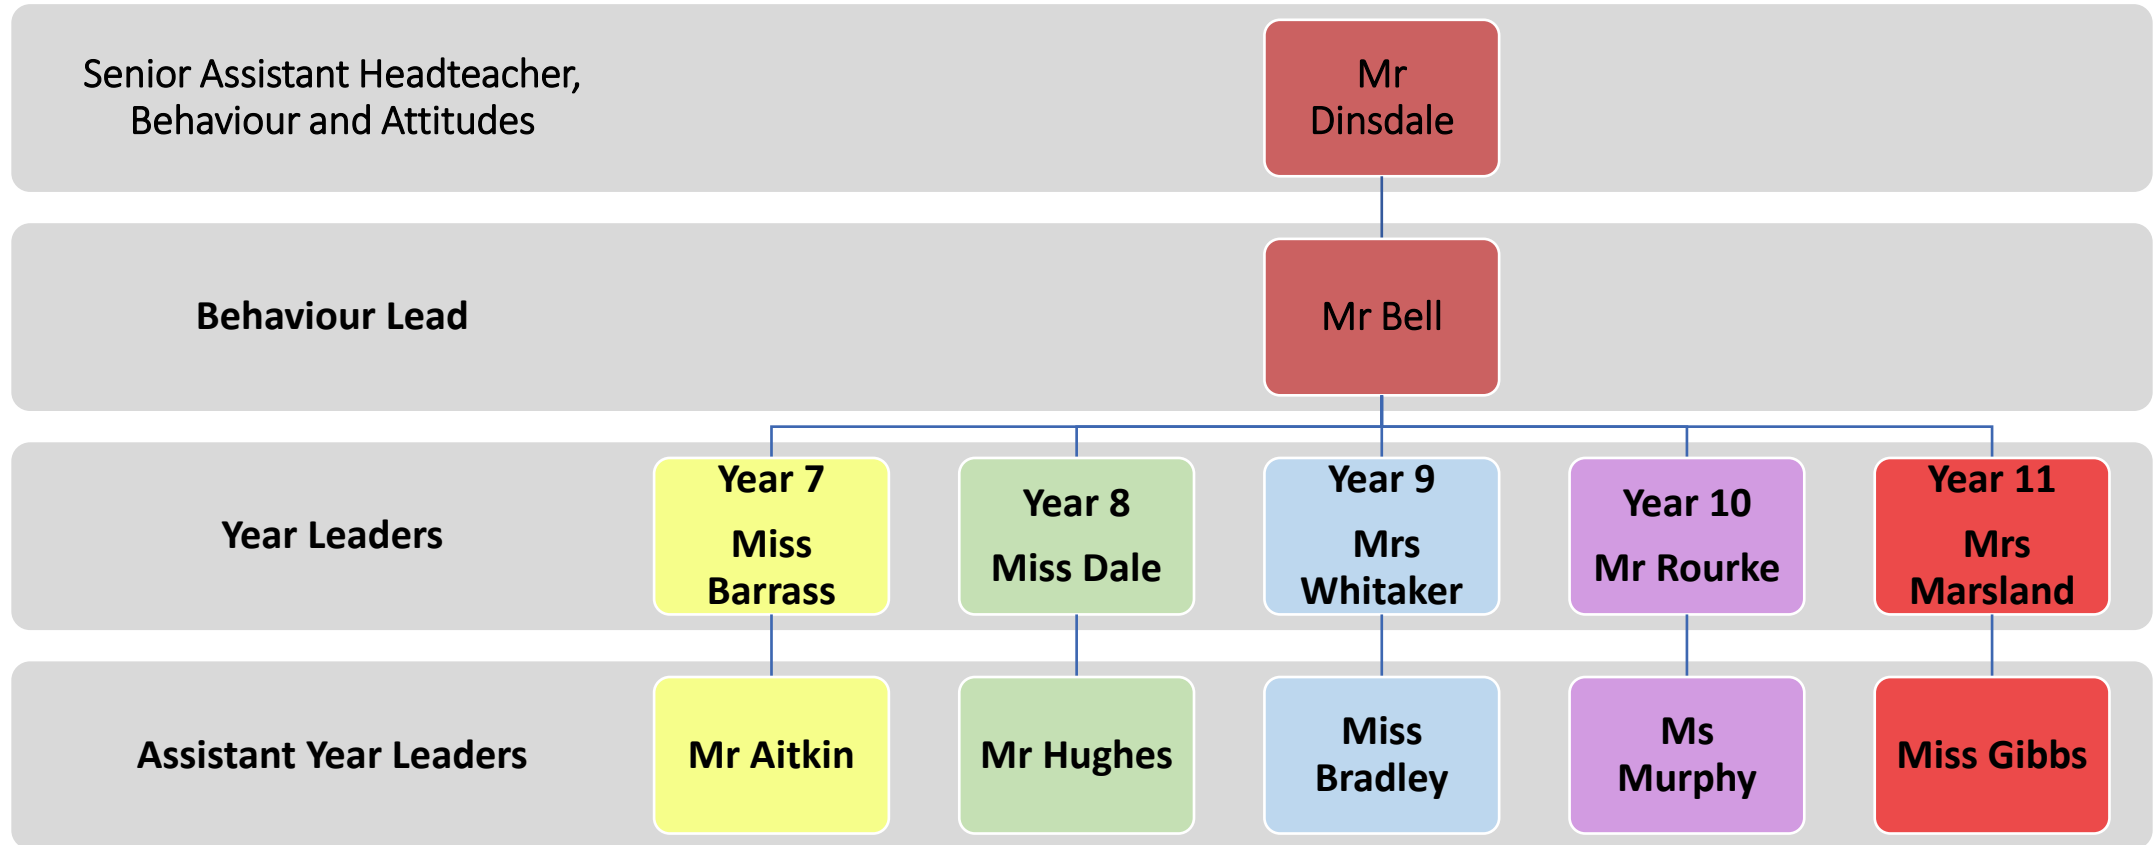 Senior Assistant Headteacher,
Behaviour and Attitudes
Mr
Dinsdale
Behaviour Lead
Mr Bell
Year Leaders
Year 7
Miss
Barrass
Year 8
Miss Dale
Year 9
Mrs
Whitaker
Year 10
Mr Rourke
Year 11
Mrs
Marsland
Assistant Year Leaders
Mr Aitkin
Mr Hughes
Miss
Bradley
Ms
Murphy
Miss Gibbs